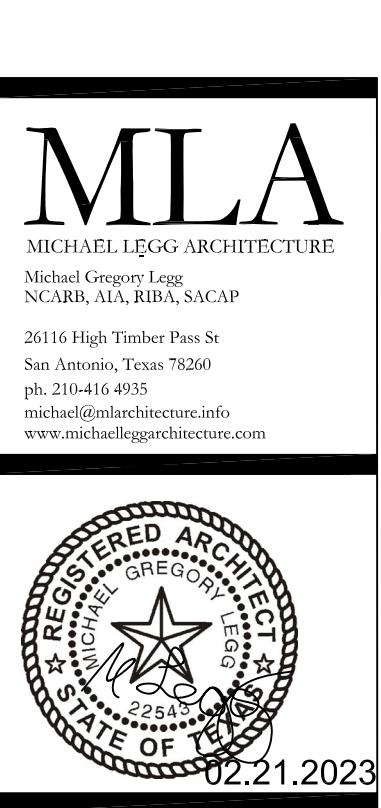 MLA
MICHAEL LEGG ARCHITECTURE
Michael Gregory Legg
NCARB, AIA, RIBA, SACAP
26116 High Timber Pass St
San Antonio, Texas 78260
ph. 210-416 4935
michael@mlarchitecture.info
www.michaelleggarchitecture.com
REGISTERED ARCHITECT
MICHAEL GREGORY LEGG
22543
STATE OF TEXAS
M Legg
02.21.2023